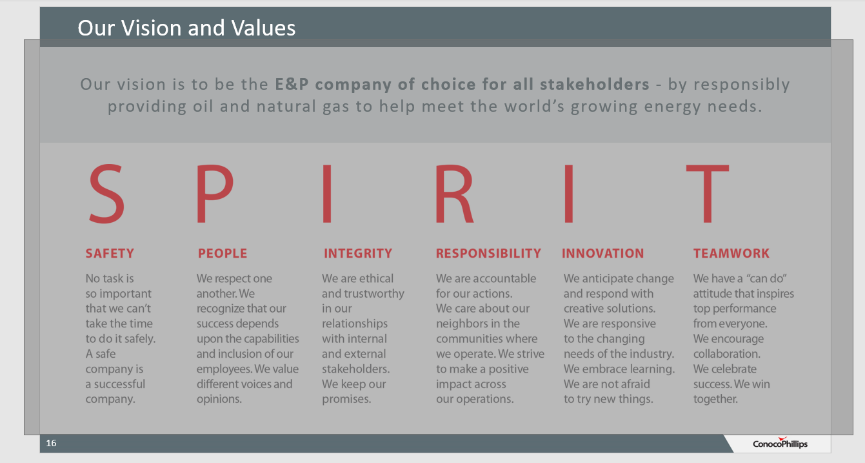 Our Vision and Values
Our vision is to be the E&P company of choice for all stakeholders - by responsibly
providing oil and natural gas to help meet the world's growing energy needs.
S P I R I T
SAFETY
No task is
so important
that we can't
take the time
to do it safely.
A safe
company is
a successful
company.
PEOPLE
We respect one
another. We
recognize that our
success depends
upon the capabilities
and inclusion of our
employees. We value
different voices and
opinions.
INTEGRITY
We are ethical
and trustworthy
in our
relationships
with internal
and external
stakeholders.
We keep our
promises.
RESPONSIBILITY
We are accountable
for our actions.
We care about our
neighbors in the
communities where
we operate. We strive
to make a positive
impact across
our operations.
INNOVATION
We anticipate change
and respond with
creative solutions.
We are responsive
to the changing
needs of the industry.
We embrace learning.
We are not afraid
to try new things.
TEAMWORK
We have a "can do"
attitude that inspires
top performance
from everyone.
We encourage
collaboration.
We celebrate
success. We win
together.
16
ConocoPhillips